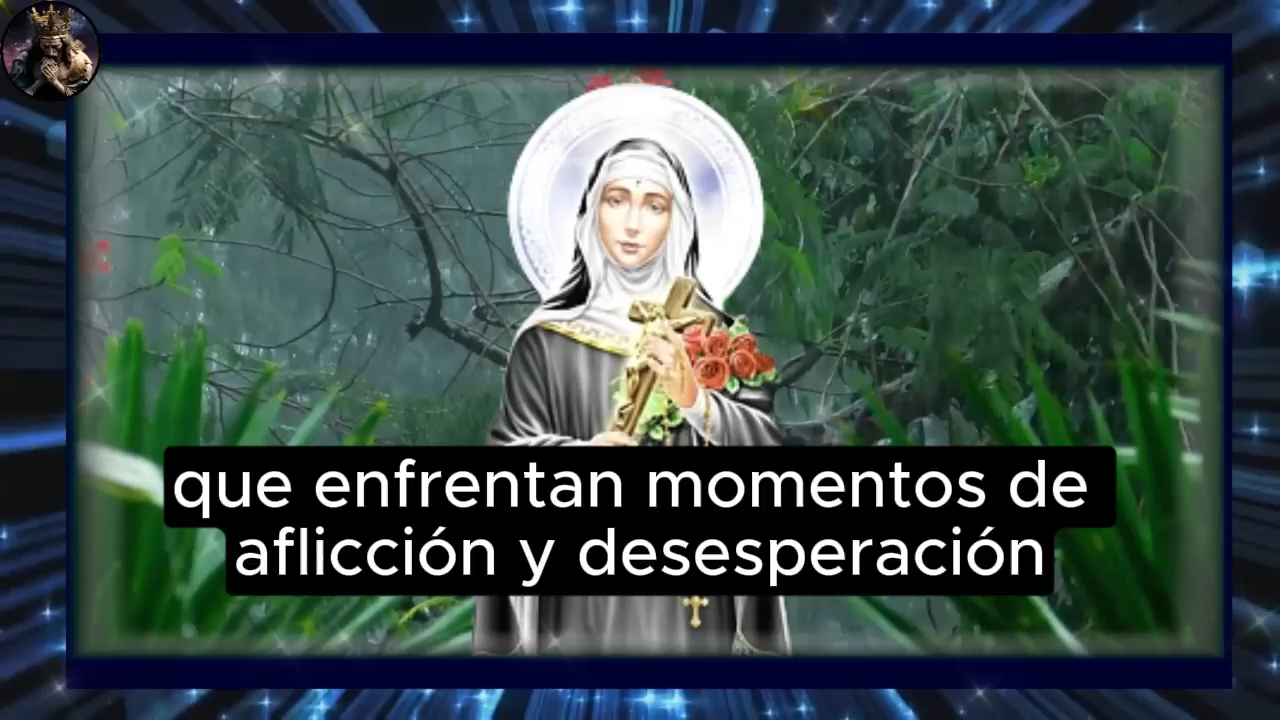 que enfrentan momentos de
aflicción y desesperación